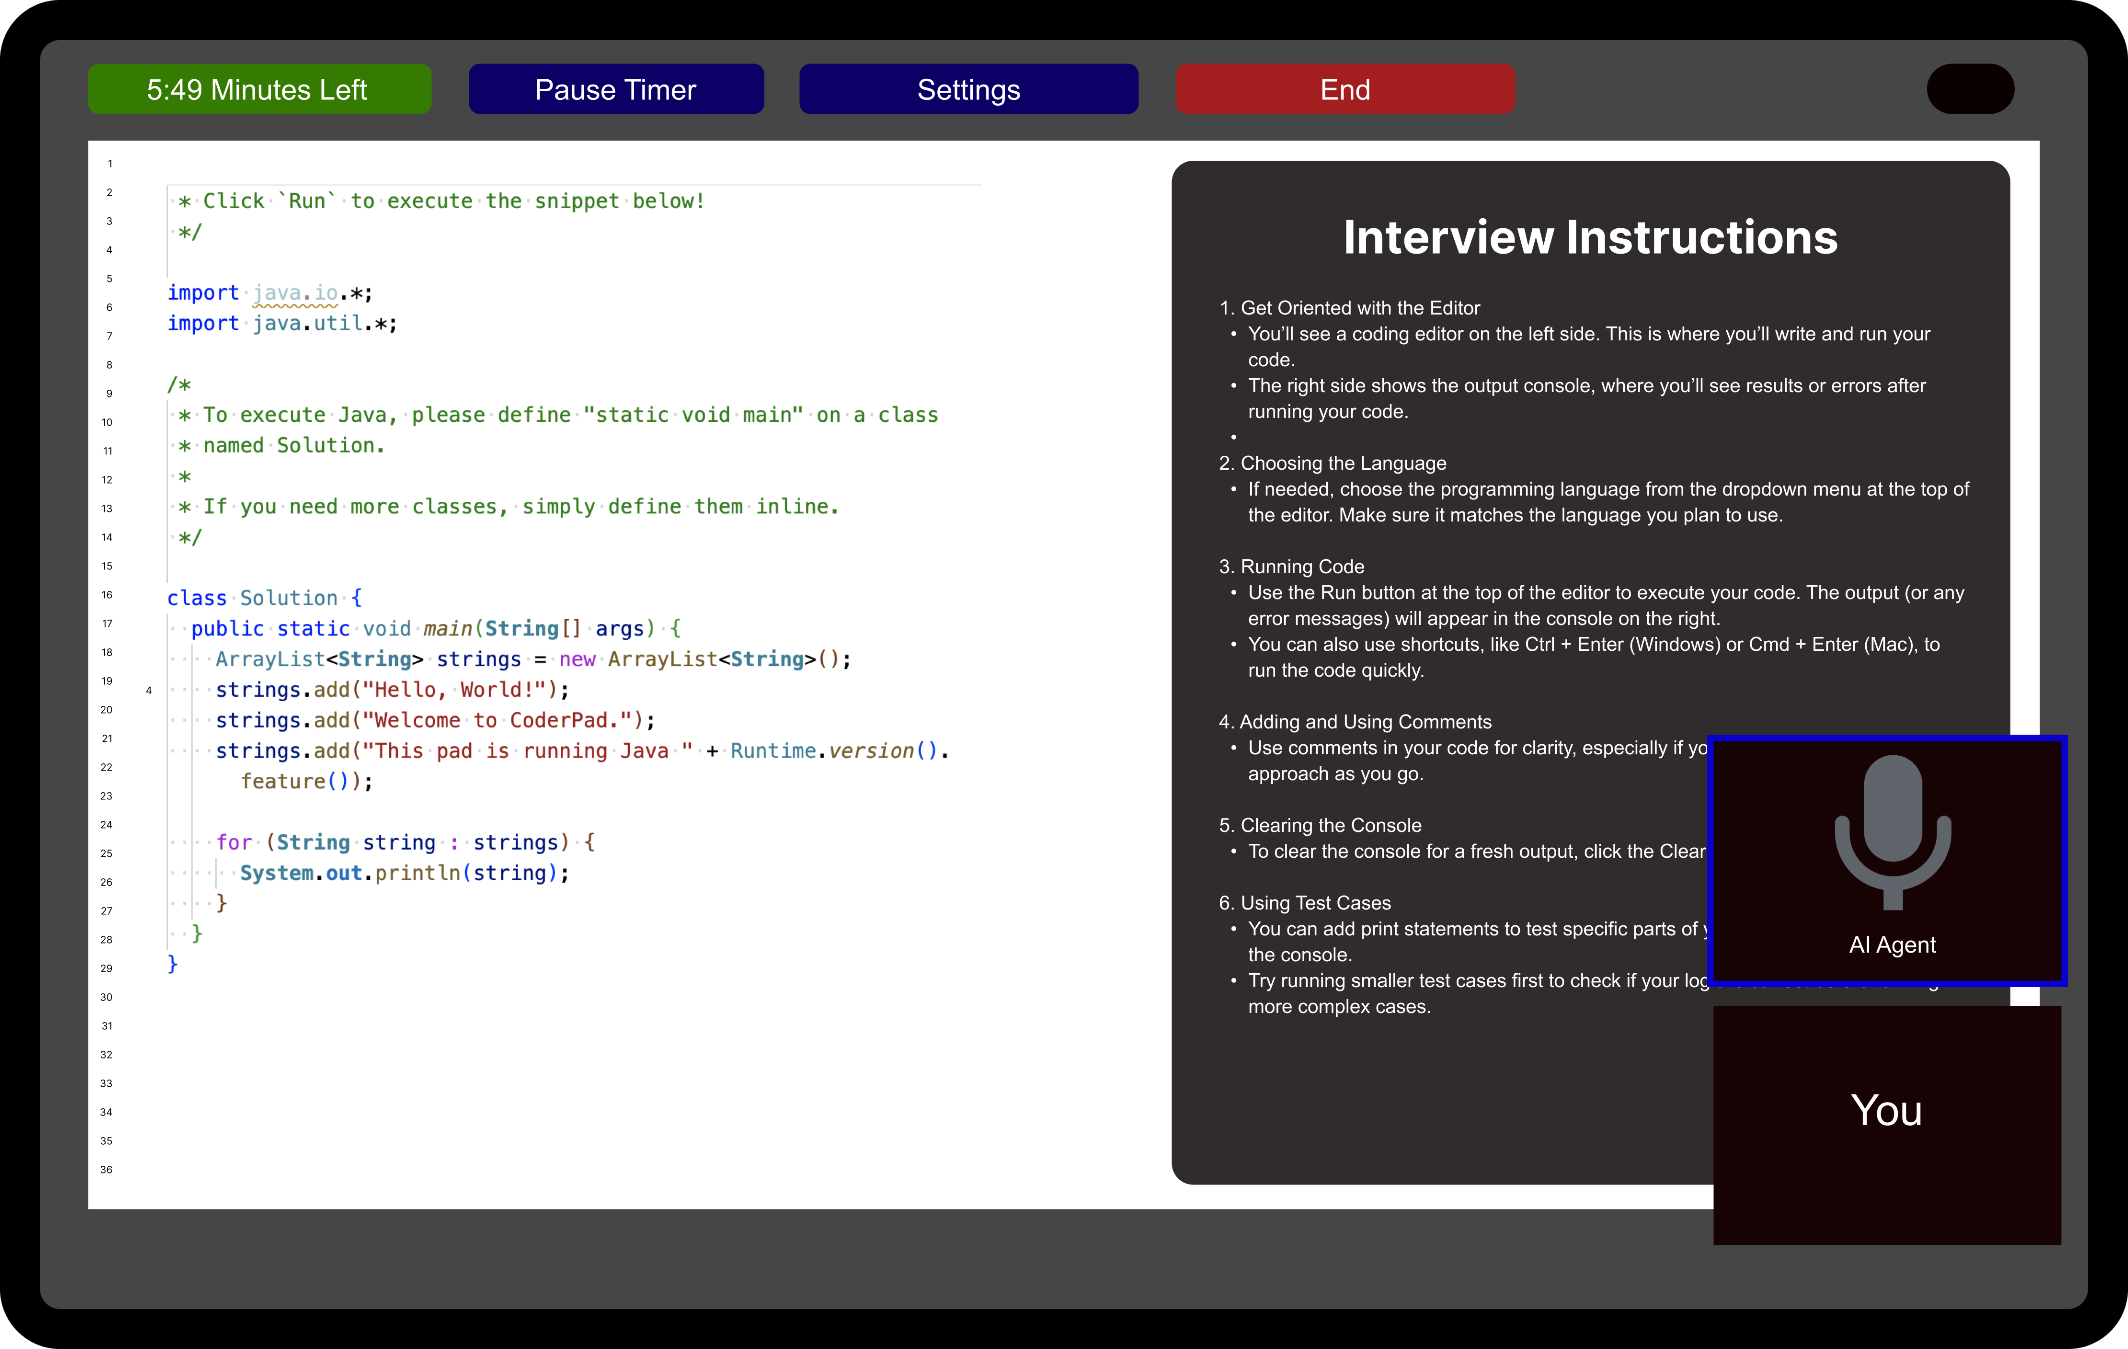 5:49 Minutes Left
Pause Timer
Settings
End
1
2
3
4
5
6
7
8
9
10
11
12
13
14
15
16
17
18
19
20
21
22
23
24
25
26
27
28
29
30
31
32
33
34
35
36
4
* Click `Run` to execute the snippet below!
*/
import java.io.*;
import java.util.*;
/*
* To execute Java, please define "static void main" on a class
* named Solution.
*
* If you need more classes, simply define them inline.
*/
class Solution {
public static void main(String[] args) {
ArrayList<String> strings = new ArrayList<String>();
strings.add("Hello, World!");
strings.add("Welcome to CoderPad.");
strings.add("This pad is running Java " + Runtime.version().
feature());
for (String string : strings) {
System.out.println(string);
}
}
}
Interview Instructions
1. Get Oriented with the Editor
• You’ll see a coding editor on the left side. This is where you’ll write and run your
code.
• The right side shows the output console, where you’ll see results or errors after
running your code.
•
2. Choosing the Language
• If needed, choose the programming language from the dropdown menu at the top of
the editor. Make sure it matches the language you plan to use.
3. Running Code
• Use the Run button at the top of the editor to execute your code. The output (or any
error messages) will appear in the console on the right.
• You can also use shortcuts, like Ctrl + Enter (Windows) or Cmd + Enter (Mac), to
run the code quickly.
4. Adding and Using Comments
• Use comments in your code for clarity, especially if
approach as you go.
5. Clearing the Console
• To clear the console for a fresh output, click the Clear
6. Using Test Cases
• You can add print statements to test specific parts of
the console.
• Try running smaller test cases first to check if your
more complex cases.
AI Agent
You